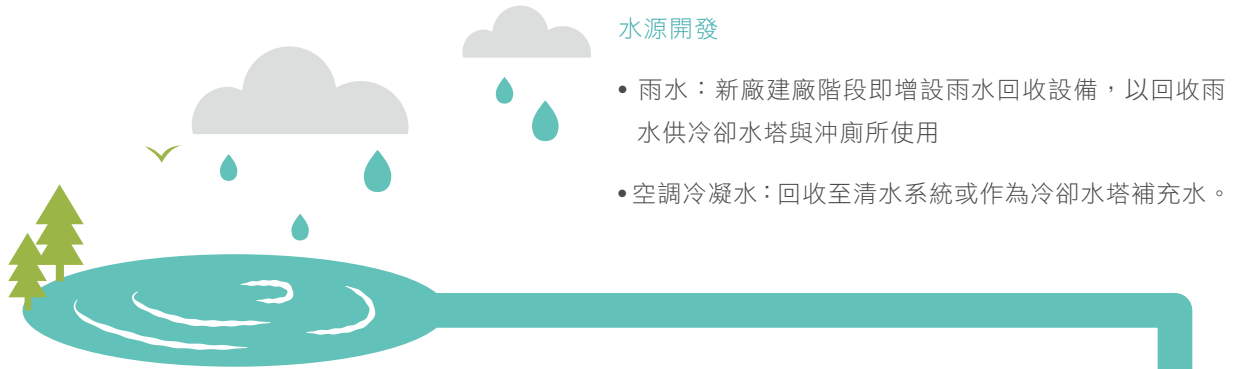 水源開發
• 雨水：新廠建廠階段即增設雨水回收設備，以回收雨
水供冷卻水塔與沖廁所使用
• 空調冷凝水：回收至清水系統或作為冷卻水塔補充水。